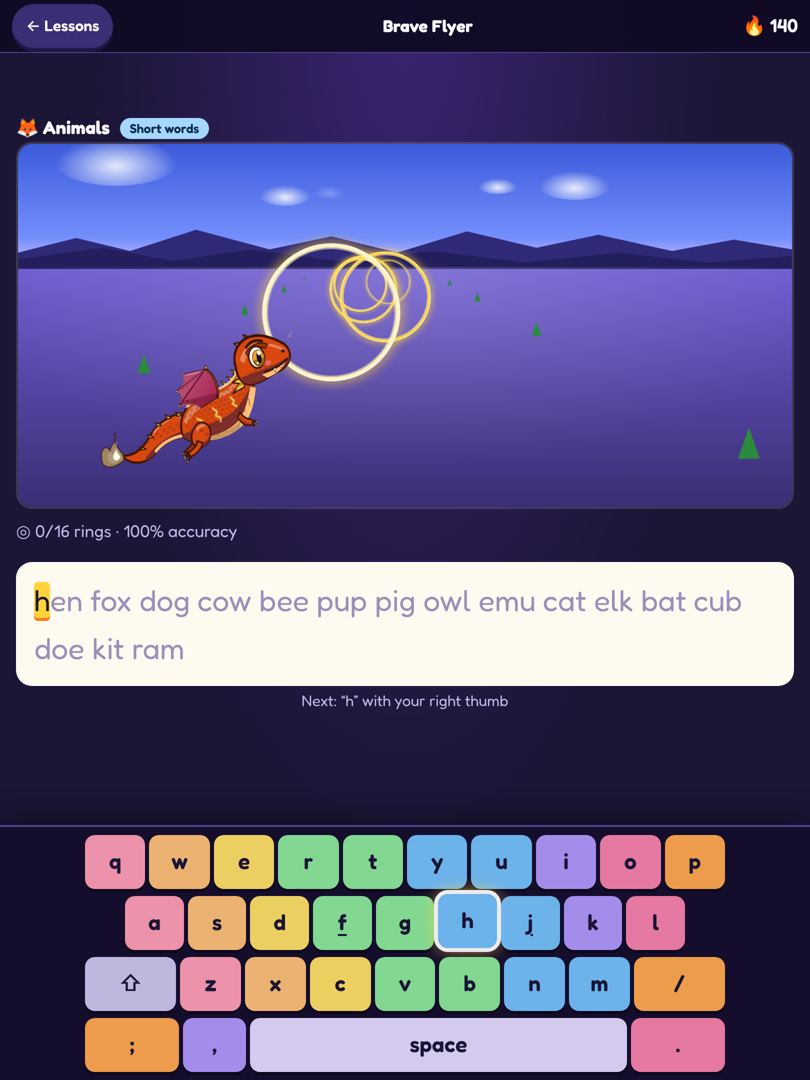 ← Lessons
Brave Flyer
🔥 140
🦊 Animals
Short words
◎ 0/16 rings · 100% accuracy
hen fox dog cow bee pup pig owl emu cat elk bat cub
doe kit ram
Next: “h” with your right thumb
q w e r t y u i o p
a s d f g h j k l
⇧ z x c v b n m /
; , space .